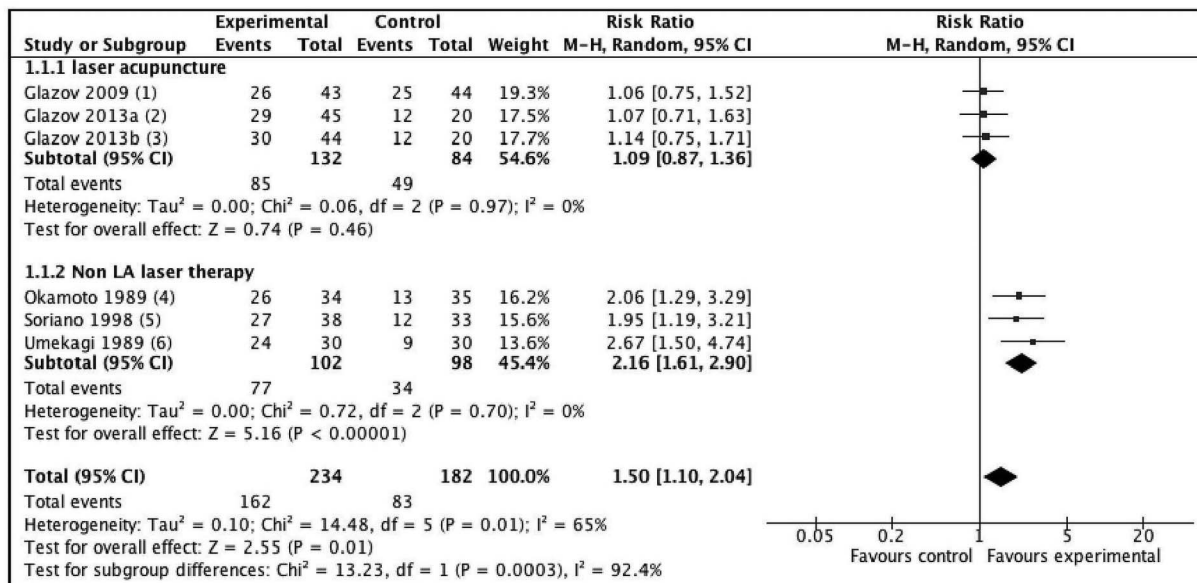 Experimental Control Risk Ratio Risk Ratio
Study or Subgroup Events Total Events Total Weight M-H, Random, 95% CI M-H, Random, 95% CI
1.1.1 laser acupuncture
Glazov 2009 (1) 26 43 25 44 19.3% 1.06 [0.75, 1.52]
Glazov 2013a (2) 29 45 12 20 17.5% 1.07 [0.71, 1.63]
Glazov 2013b (3) 30 44 12 20 17.7% 1.14 [0.75, 1.71]
Subtotal (95% CI) 132 84 54.6% 1.09 [0.87, 1.36]
Total events 85 49
Heterogeneity: Tau² = 0.00; Chi² = 0.06, df = 2 (P = 0.97); I² = 0%
Test for overall effect: Z = 0.74 (P = 0.46)
1.1.2 Non LA laser therapy
Okamoto 1989 (4) 26 34 13 35 16.2% 2.06 [1.29, 3.29]
Soriano 1998 (5) 27 38 12 33 15.6% 1.95 [1.19, 3.21]
Umekagi 1989 (6) 24 30 9 30 13.6% 2.67 [1.50, 4.74]
Subtotal (95% CI) 102 98 45.4% 2.16 [1.61, 2.90]
Total events 77 34
Heterogeneity: Tau² = 0.00; Chi² = 0.72, df = 2 (P = 0.70); I² = 0%
Test for overall effect: Z = 5.16 (P < 0.00001)
Total (95% CI) 234 182 100.0% 1.50 [1.10, 2.04]
Total events 162 83
Heterogeneity: Tau² = 0.10; Chi² = 14.48, df = 5 (P = 0.01); I² = 65%
Test for overall effect: Z = 2.55 (P = 0.01)
Test for subgroup differences: Chi² = 13.23, df = 1 (P = 0.0003), I² = 92.4%
0.05 0.2 1 5 20
Favours control Favours experimental